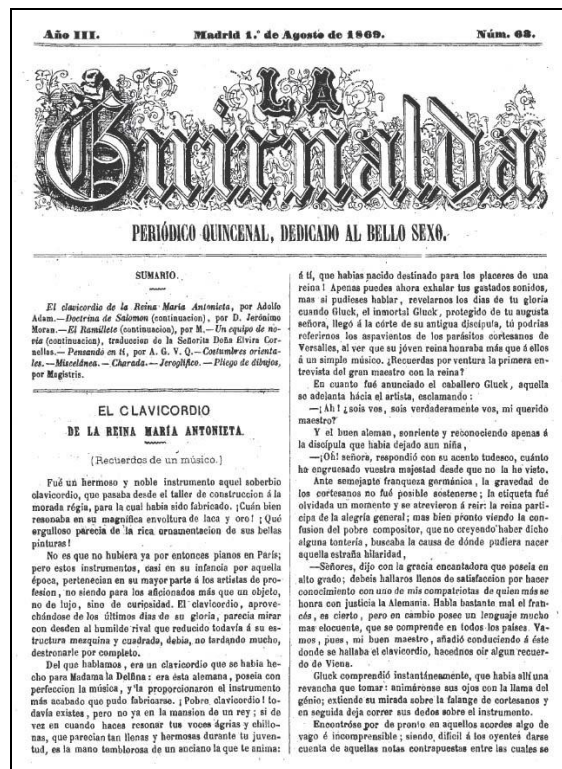 Año III.
Madrid 1.º de Agosto de 1869.
Núm. 63.
LA
Guirnalda
PERIÓDICO QUINCENAL, DEDICADO AL BELLO SEXO.
SUMARIO.
El clavicordio de la Reina María Antonieta, por Adolfo
Adam.—Doctrina de Salomon (continuacion), por D. Jerónimo
Moran.—El Ramillete (continuacion), por M.—Un equipo de no-
via (continuacion), traduccion de la Señorita Doña Elvira Cor-
nellas.—Pensando en tí, por A. G. V. Q.—Costumbres orienta-
les.—Miscelánea.—Charada.—Jeroglífico.—Pliego de dibujos,
por Magistris.
EL CLAVICORDIO
DE LA REINA MARÍA ANTONIETA.
(Recuerdos de un músico.)
Fué un hermoso y noble instrumento aquel soberbio
clavicordio, que pasaba desde el taller de construccion á la
morada régia, para la cual habia sido fabricado. ¡Cuán bien
resonaba en su magnífica envoltura de laca y oro! ¡Qué
orgulloso parecia de la rica ornamentacion de sus bellas
pinturas!
No es que no hubiera ya por entonces pianos en París;
pero estos instrumentos, casi en su infancia por aquella
época, pertenecian en su mayor parte á los artistas de profe-
sion, no siendo para los aficionados más que un objeto,
no de lujo, sino de curiosidad. El clavicordio, aprove-
chándose de los últimos dias de su gloria, parecia mirar
con desden al humilde rival que reducido todavía á su es-
tructura mezquina y cuadrada, debia, no tardando mucho,
destronarle por completo.
Del que hablamos, era un clavicordio que se habia he-
cho para Madama la Delfina: era ésta alemana, poseia con
perfeccion la música, y la proporcionaron el instrumento
más acabado que pudo fabricarse. ¡Pobre clavicordio! to-
davía existes, pero no ya en la mansion de un rey; si de
vez en cuando haces resonar tus voces ágrias y chillo-
nas, que parecian tan llenas y hermosas durante tu juven-
tud, es la mano temblorosa de un anciano la que te anima:
á tí, que habias nacido destinado para los placeres de una
reina! Apenas puedes ahora exhalar tus gastados sonidos,
mas si pudieses hablar, revelarnos los dias de tu gloria
cuando Gluck, el inmortal Gluck, protegido de tu augusta
señora, llegó á la córte de su antigua discípula, tú podrias
referirnos los aspavientos de los parásitos cortesanos de
Versalles, al ver que su jóven reina honraba más que á ellos
á un simple músico. ¿Recuerdas por ventura la primera en-
trevista del gran maestro con la reina?
En cuanto fué anunciado el caballero Gluck, aquella
se adelanta hácia el artista, esclamando:
—¡Ah! ¿sois vos, sois verdaderamente vos, mi querido
maestro?
Y el buen aleman, sonriente y reconociendo apenas á
la discípula que habia dejado aun niña,
—¡Oh! señora, respondió con su acento tudesco, cuánto
ha engruesado vuestra majestad desde que no la he visto.
Ante semejante franqueza germánica, la gravedad de
los cortesanos no fué posible sostenerse; la etiqueta fué
olvidada un momento y se atrevieron á reir: la reina parti-
cipa de la alegría general; mas bien pronto viendo la con-
fusion del pobre compositor, que no creyendo haber dicho
alguna tontería, buscaba la causa de dónde pudiera nacer
aquella estraña hilaridad,
—Señores, dijo con la gracia encantadora que poseia en
alto grado; debeis hallaros llenos de satisfaccion por hacer
conocimiento con uno de mis compatriotas de quien más se
honra con justicia la Alemania. Habla bastante mal el fran-
cés, es cierto, pero en cambio posee un lenguaje mucho
mas elocuente, que se comprende en todos los paises. Va-
mos, pues, mi buen maestro, añadió conduciendo á éste
donde se hallaba el clavicordio, hacednos oir algun recuer-
do de Viena.
Gluck comprendió instantáneamente, que habia allí una
revancha que tomar: animáronse sus ojos con la llama del
génio; extiende su mirada sobre la falange de cortesanos y
en seguida deja correr sus dedos sobre el instrumento.
Encontróse por de pronto en aquellos acordes algo de
vago é incomprensible; siendo difícil á los oyentes darse
cuenta de aquellas notas contrapuestas entre las cuales se